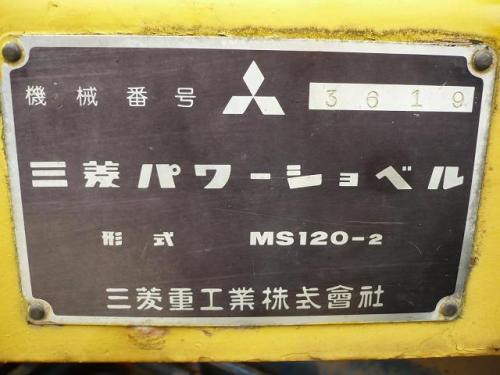 機械番号 3619
三菱パワーショベル
形式 MS120-2
三菱重工業株式會社